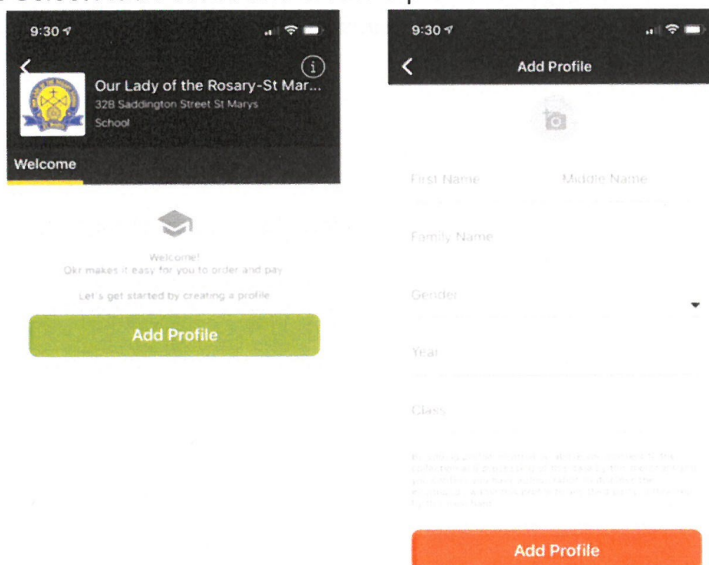 9:30
Our Lady of the Rosary-St Mar...
328 Saddington Street St Marys
School
Welcome
Welcome!
Qkr makes it easy for you to order and pay
Let's get started by creating a profile
Add Profile
9:30
Add Profile
First Name Middle Name
Family Name
Gender
Year
Class
Add Profile